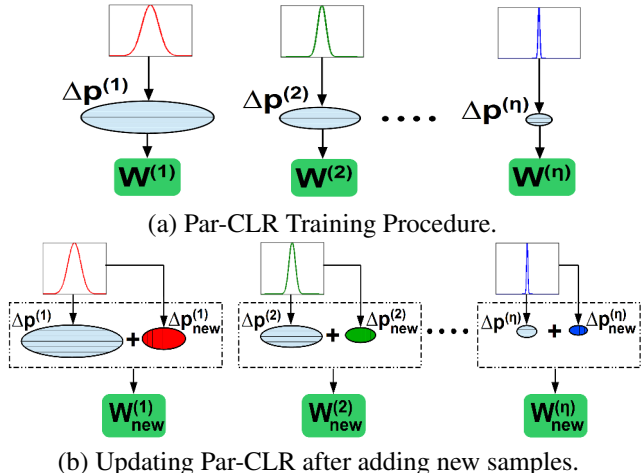 Δp(1) Δp(2) Δp(η)
W(1) W(2) W(η)
(a) Par-CLR Training Procedure.
Δp(1) + Δp(1)new Δp(2) + Δp(2)new Δp(η) + Δp(η)new
W(1)new W(2)new W(η)new
(b) Updating Par-CLR after adding new samples.